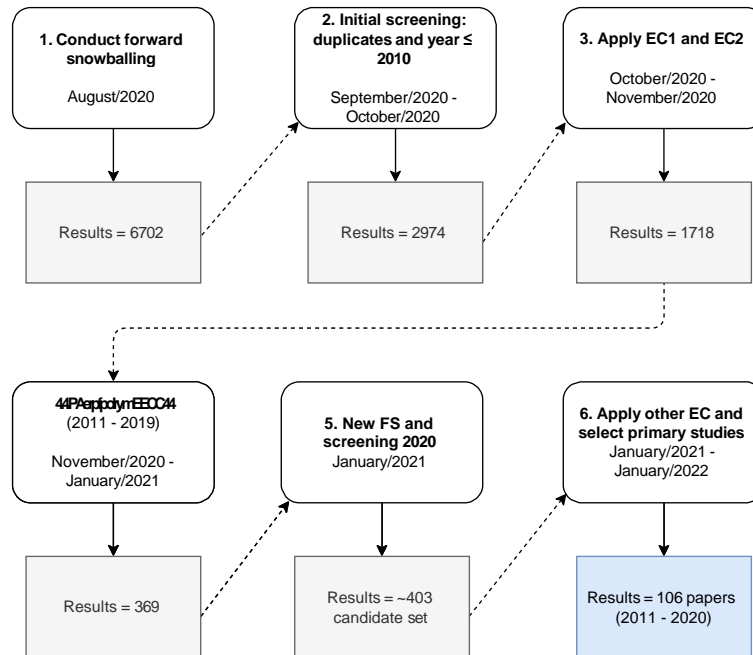 1. Conduct forward
snowballing
August/2020
2. Initial screening:
duplicates and year ≤
2010
September/2020 -
October/2020
3. Apply EC1 and EC2
October/2020 -
November/2020
Results = 6702
Results = 2974
Results = 1718
(2011 - 2019)
November/2020 -
January/2021
5. New FS and
screening 2020
January/2021
6. Apply other EC and
select primary studies
January/2021 -
January/2022
Results = 369
Results = ~403
candidate set
Results = 106 papers
(2011 - 2020)